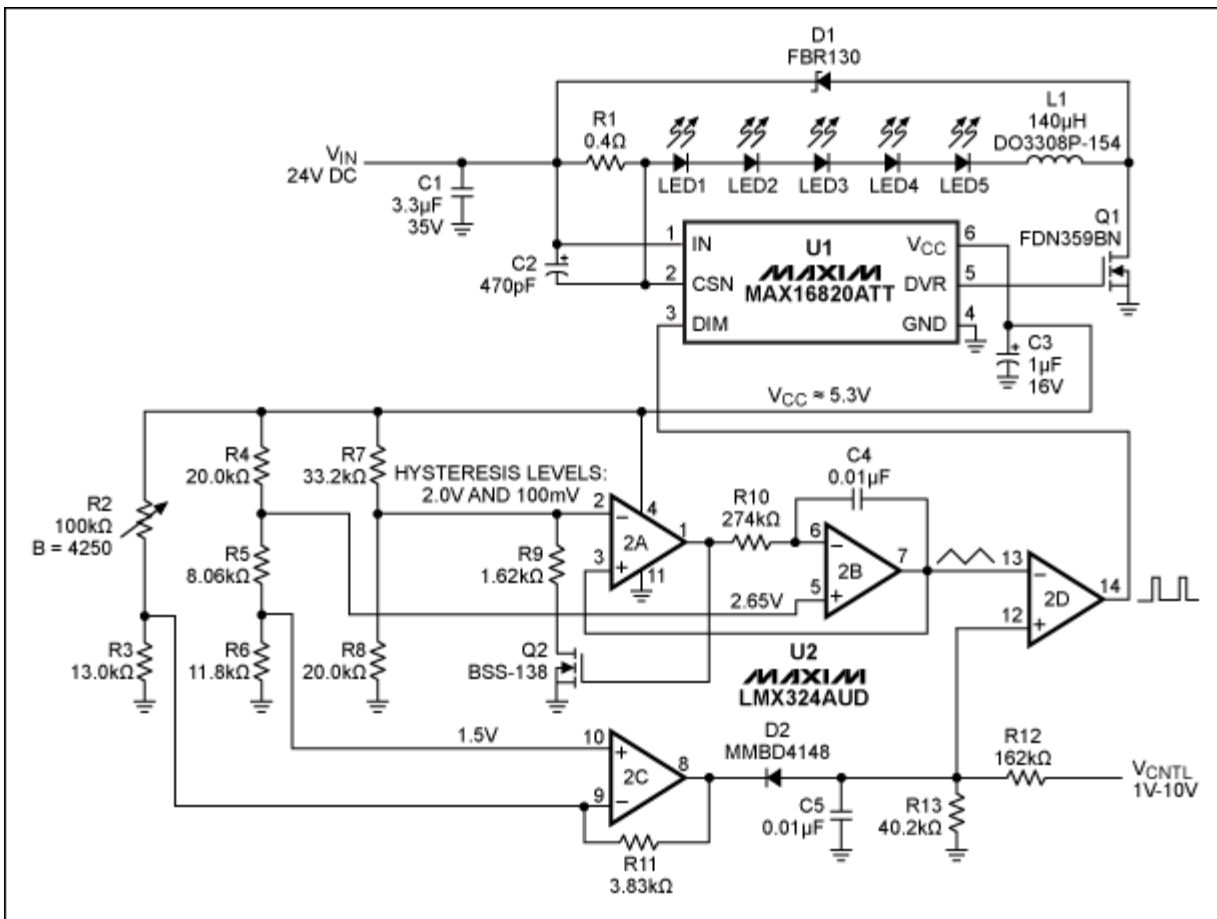 D1
FBR130
L1
140µH
DO3308P-154
R1
0.4Ω
VIN
24V DC
LED1
LED2
LED3
LED4
LED5
C1
3.3µF
35V
Q1
FDN359BN
1
IN
U1
VCC
6
C2
470pF
2
CSN
MAXIM
MAX16820ATT
DVR
5
3
DIM
GND
4
C3
1µF
16V
VCC ≈ 5.3V
R4
20.0kΩ
R7
33.2kΩ
HYSTERESIS LEVELS:
2.0V AND 100mV
C4
0.01µF
R2
100kΩ
B = 4250
2
4
1
R10
274kΩ
2A
3
11
6
7
2B
5
13
14
2D
12
R5
8.06kΩ
R9
1.62kΩ
2.65V
R3
13.0kΩ
R6
11.8kΩ
R8
20.0kΩ
Q2
BSS-138
U2
MAXIM
LMX324AUD
1.5V
10
8
2C
9
D2
MMBD4148
R12
162kΩ
VCNTL
1V-10V
C5
0.01µF
R13
40.2kΩ
R11
3.83kΩ